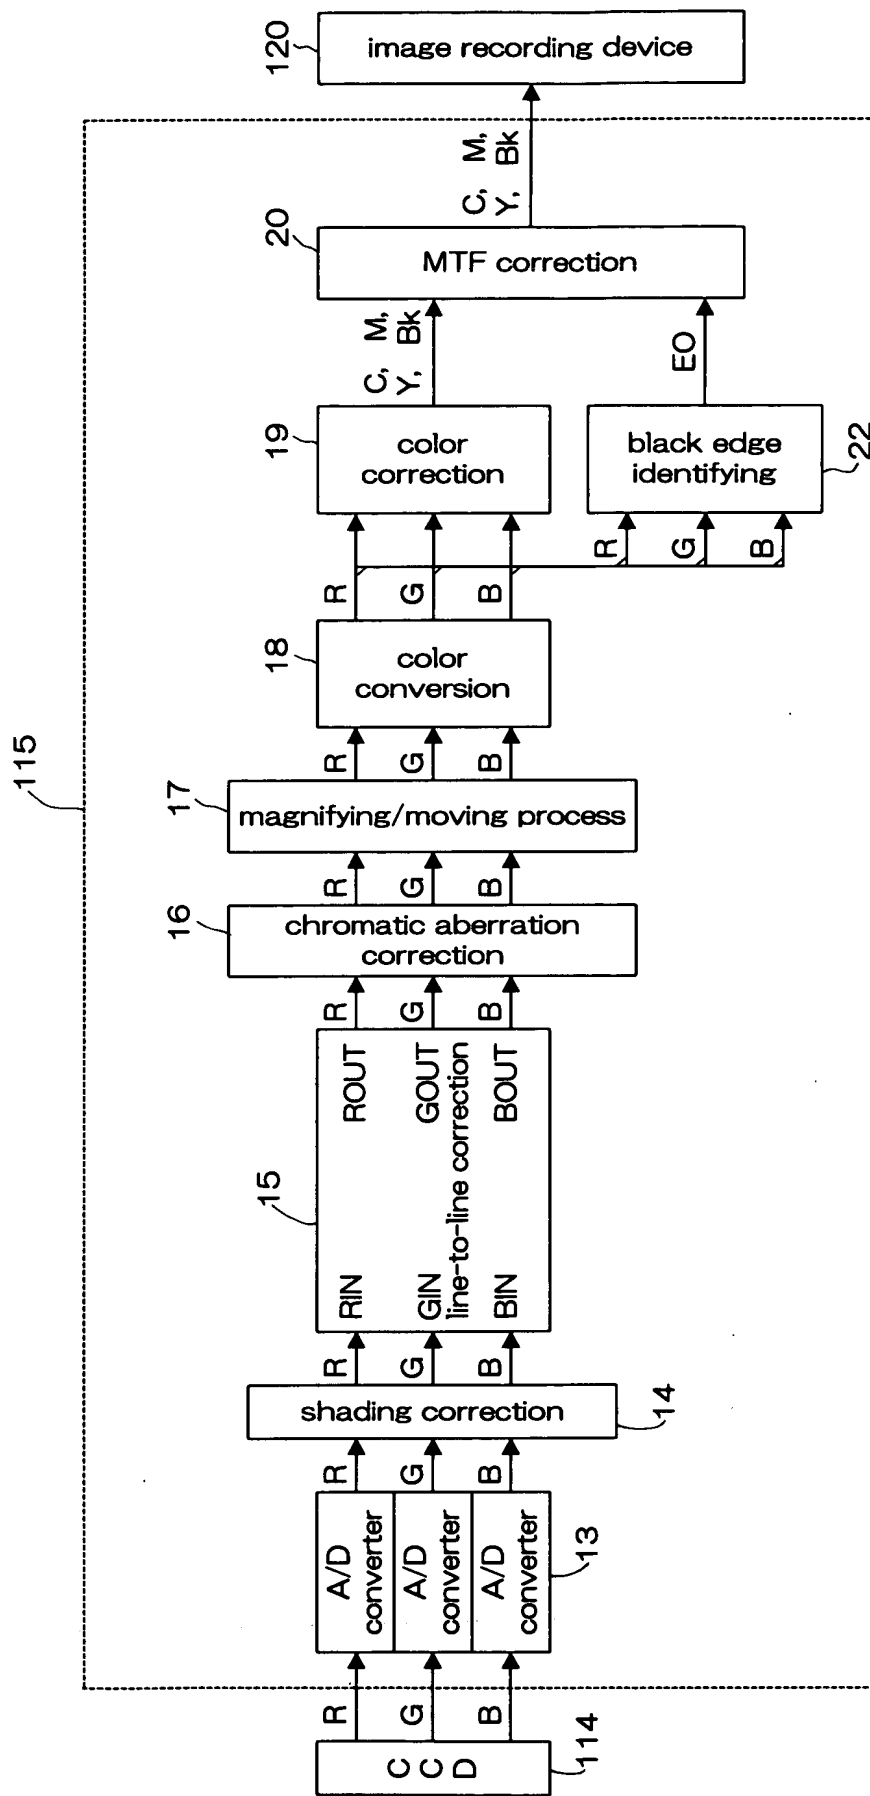 115
114
C
C
D
R
G
B
13
A/D
converter
A/D
converter
A/D
converter
R
G
B
14
shading correction
R
G
B
15
RIN
ROUT
GIN
GOUT
line-to-line correction
BIN
BOUT
R
G
B
16
chromatic aberration
correction
R
G
B
17
magnifying/moving process
R
G
B
18
color
conversion
R
G
B
19
color
correction
R
G
B
22
black edge
identifying
C, M,
Y, Bk
EO
20
MTF correction
C, M,
Y, Bk
120
image recording device